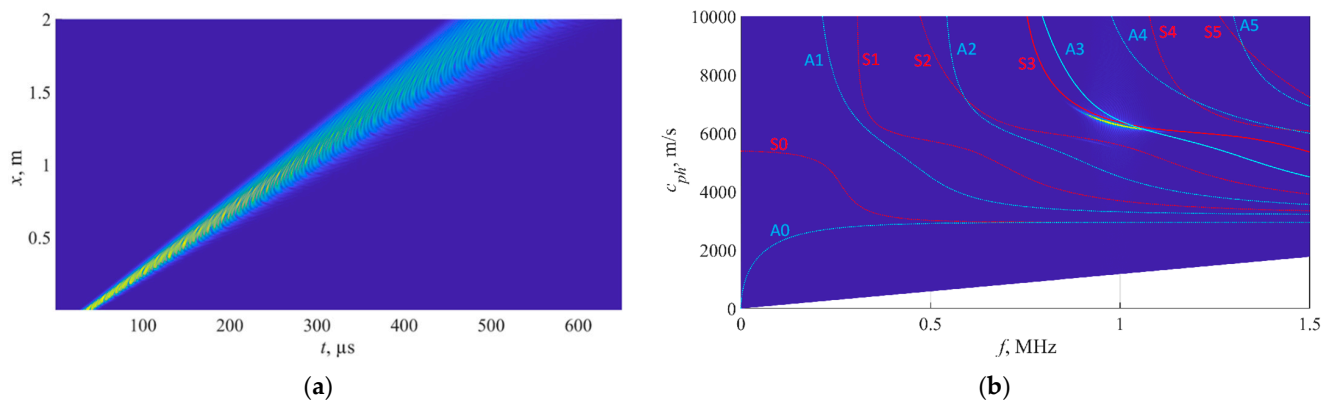 2
1.5
1
0.5
x, m
100 200 300 400 500 600
t, μs
(a)
10000
8000
6000
4000
2000
0
c_ph, m/s
A1 S1 S2 A2 S3 A3 A4 S4 S5 A5
S0
A0
0 0.5 1 1.5
f, MHz
(b)